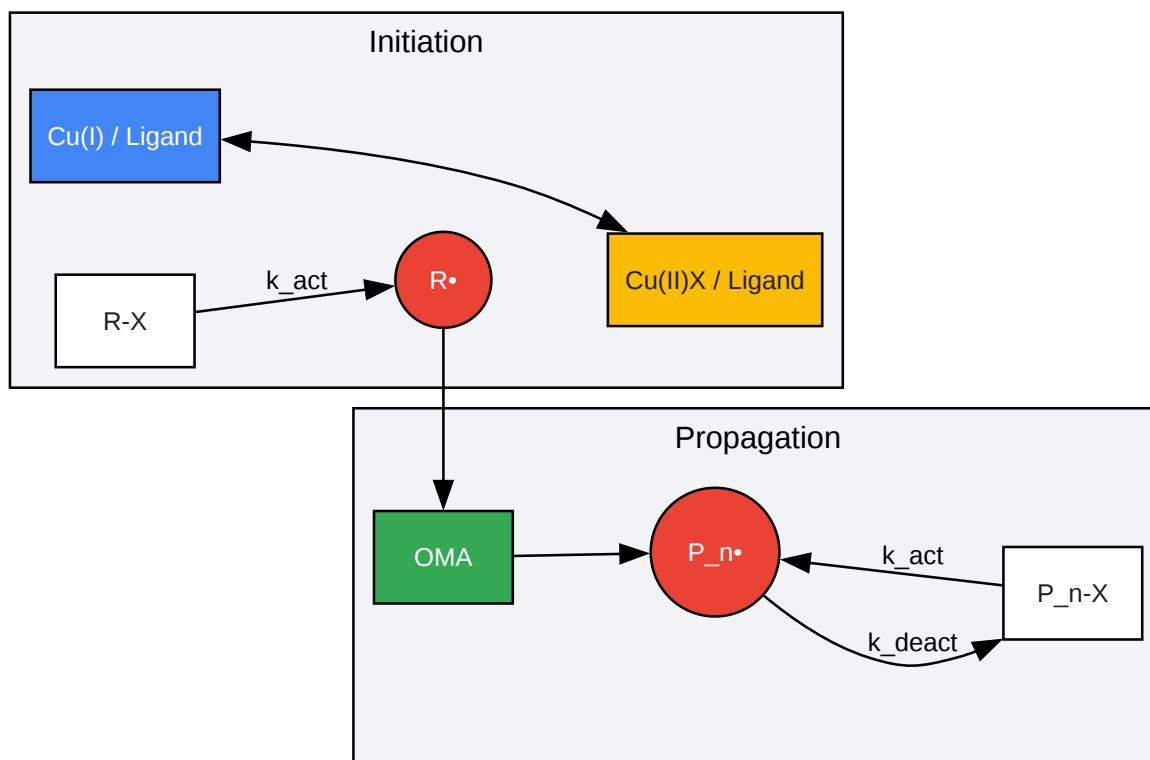 Initiation
Cu(I) / Ligand
Cu(II)X / Ligand
R-X
k_act
R•
Propagation
OMA
P_n•
k_act
k_deact
P_n-X